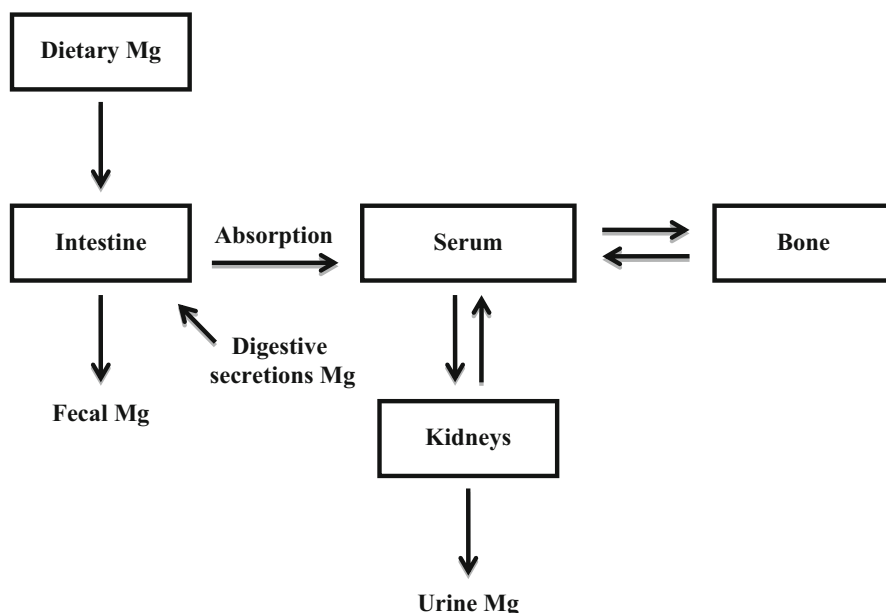 Dietary Mg
Intestine
Absorption
Serum
Bone
Digestive
secretions Mg
Fecal Mg
Kidneys
Urine Mg